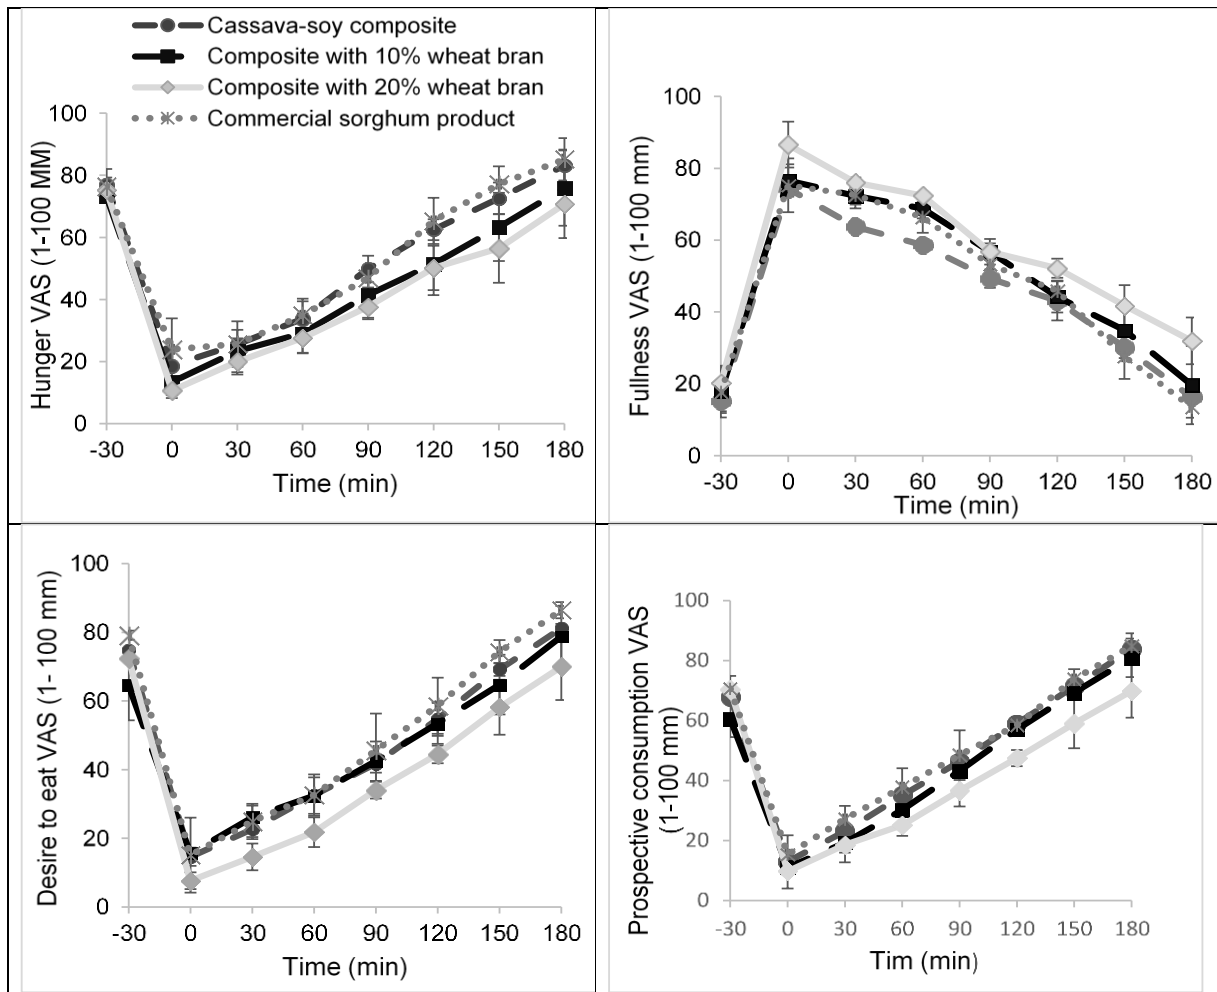 Cassava-soy composite
Composite with 10% wheat bran
Composite with 20% wheat bran
Commercial sorghum product
Hunger VAS (1-100 MM)
100
80
60
40
20
0
-30 0 30 60 90 120 150 180
Time (min)
Fullness VAS (1-100 mm)
100
80
60
40
20
0
-30 0 30 60 90 120 150 180
Time (min)
Desire to eat VAS (1- 100 mm)
100
80
60
40
20
0
-30 0 30 60 90 120 150 180
Time (min)
Prospective consumption VAS
(1-100 mm)
100
80
60
40
20
0
-30 0 30 60 90 120 150 180
Tim (min)